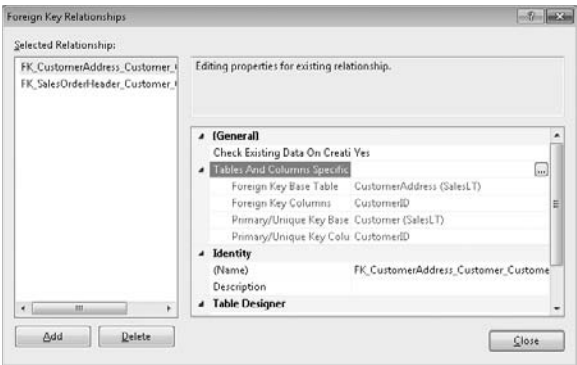 Foreign Key Relationships
Selected Relationship:
FK_CustomerAddress_Customer_
FK_SalesOrderHeader_Customer_
Editing properties for existing relationship.
(General)
Check Existing Data On Creati Yes
Tables And Columns Specific
...
Foreign Key Base Table CustomerAddress (SalesLT)
Foreign Key Columns CustomerID
Primary/Unique Key Base Customer (SalesLT)
Primary/Unique Key Colu CustomerID
Identity
(Name) FK_CustomerAddress_Customer_Custome
Description
Table Designer
Add
Delete
Close